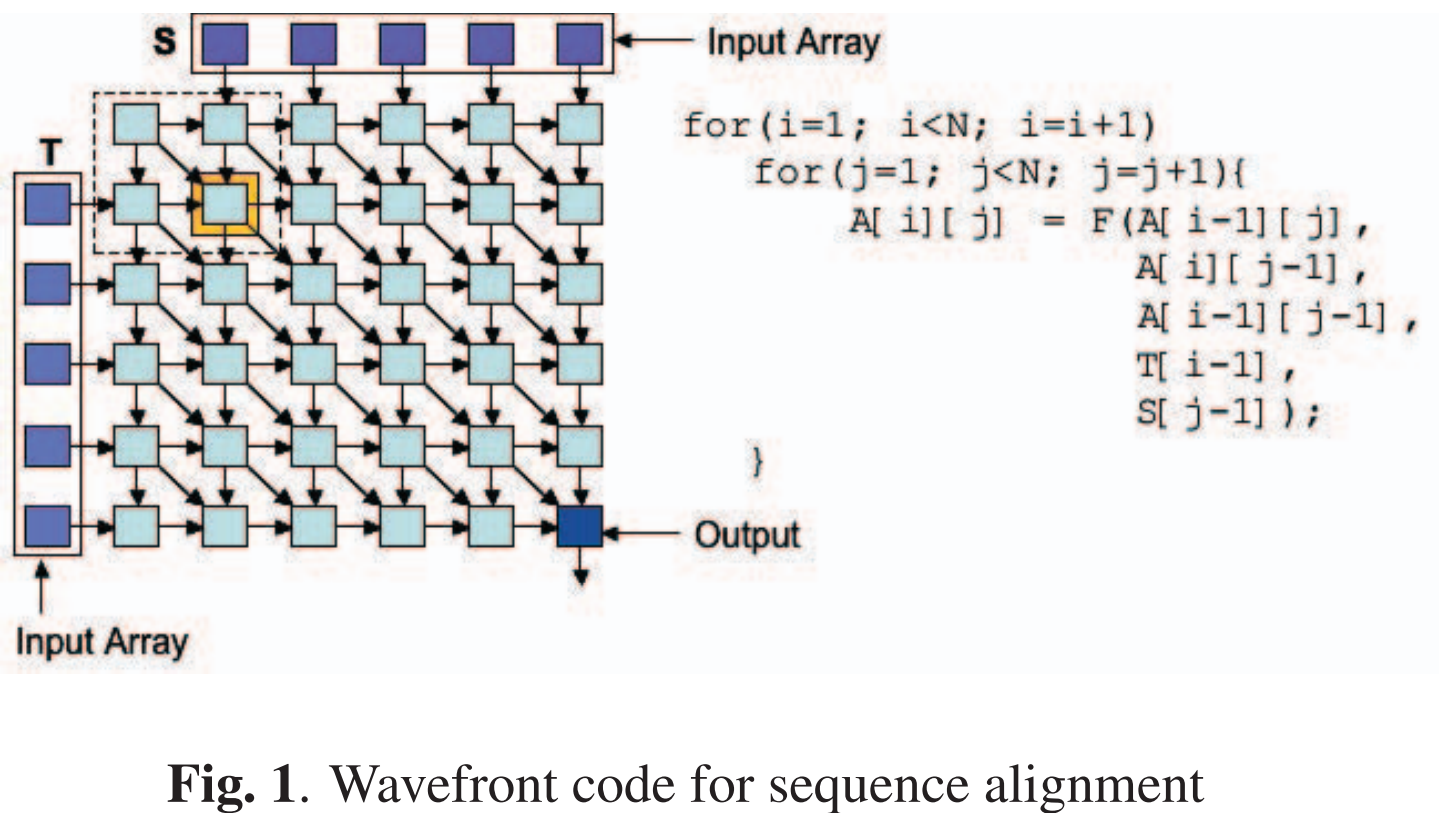 S
Input Array
T
for(i=1; i<N; i=i+1)
for(j=1; j<N; j=j+1){
A[ i][ j] = F(A[ i-1][ j],
A[ i][ j-1],
A[ i-1][ j-1],
T[ i-1],
S[ j-1]);
}
Output
Input Array
Fig. 1. Wavefront code for sequence alignment